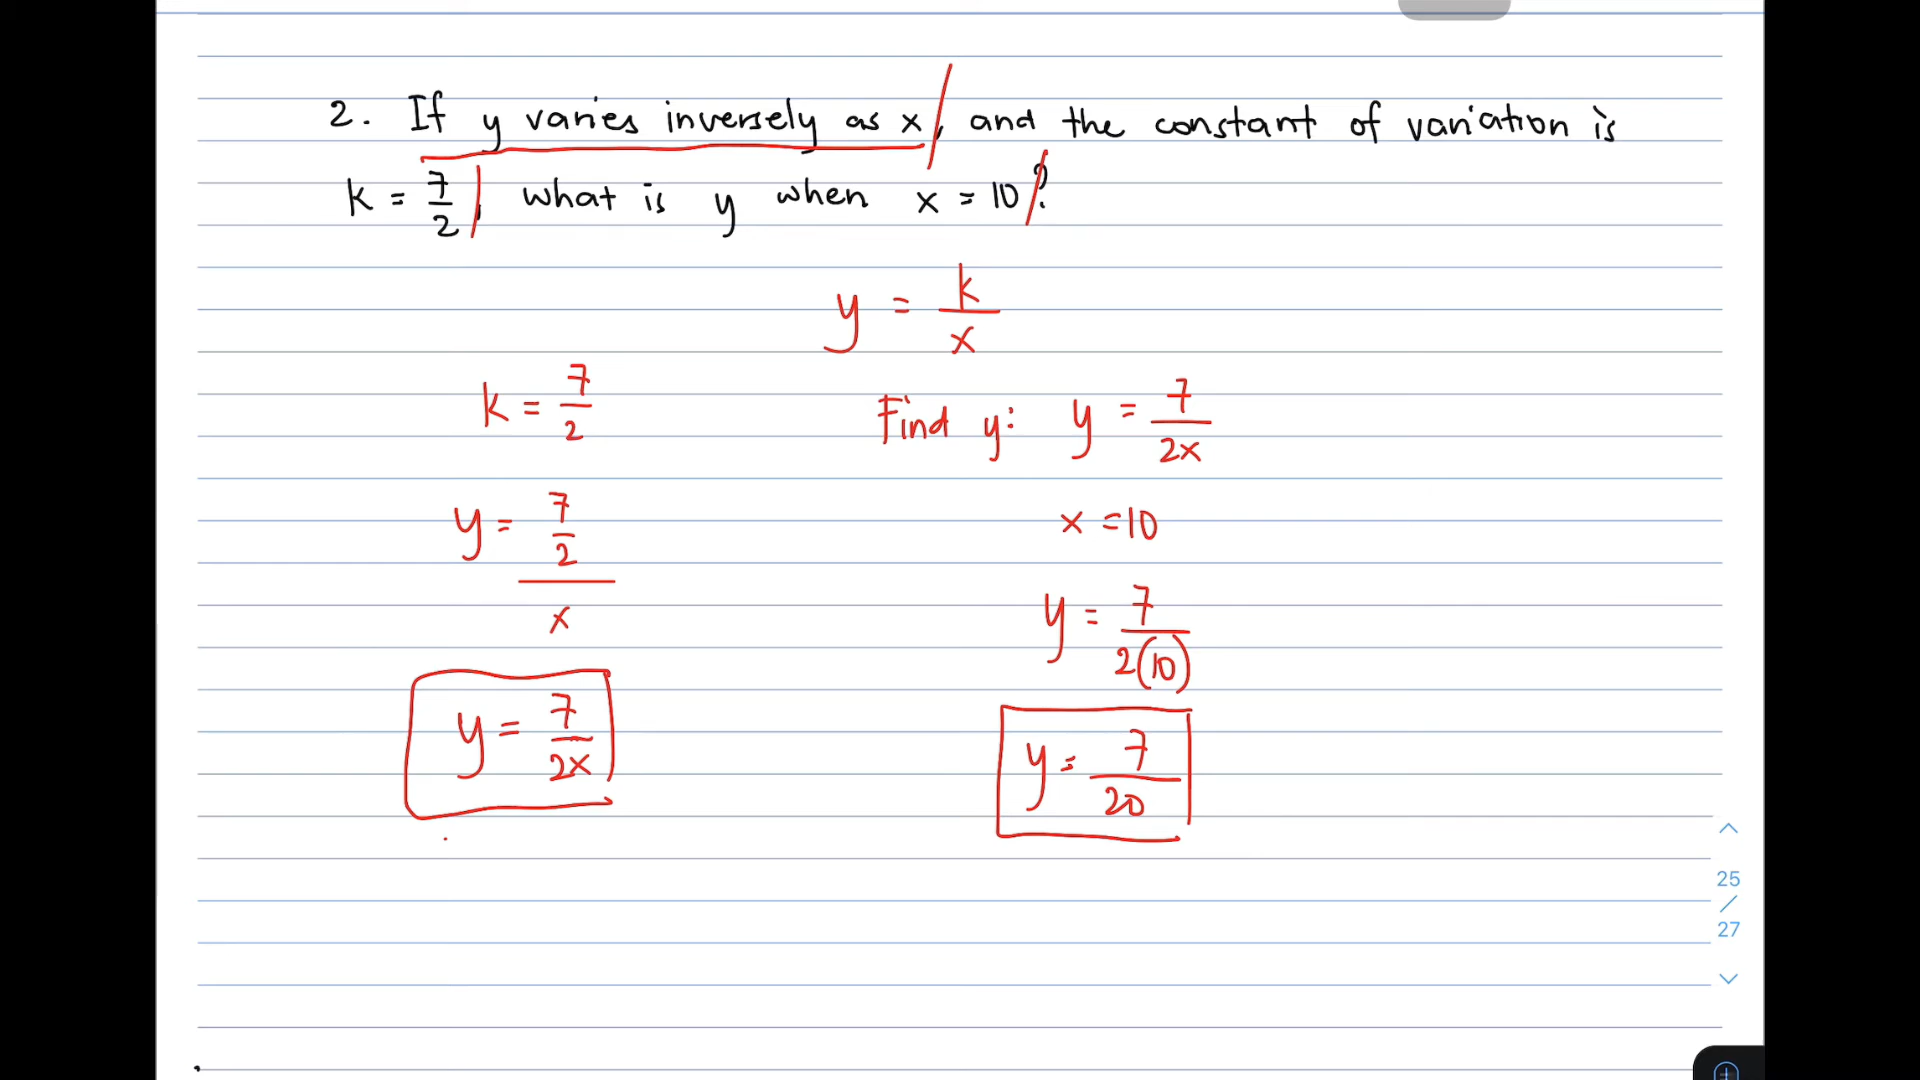 2. If y varies inversely as x, and the constant of variation is
k = 7/2, what is y when x = 10?
y = k/x
k = 7/2
y = 7/2/x
y = 7/2x
Find y: y = 7/2x
x = 10
y = 7/2(10)
y = 7/20
25
/
27